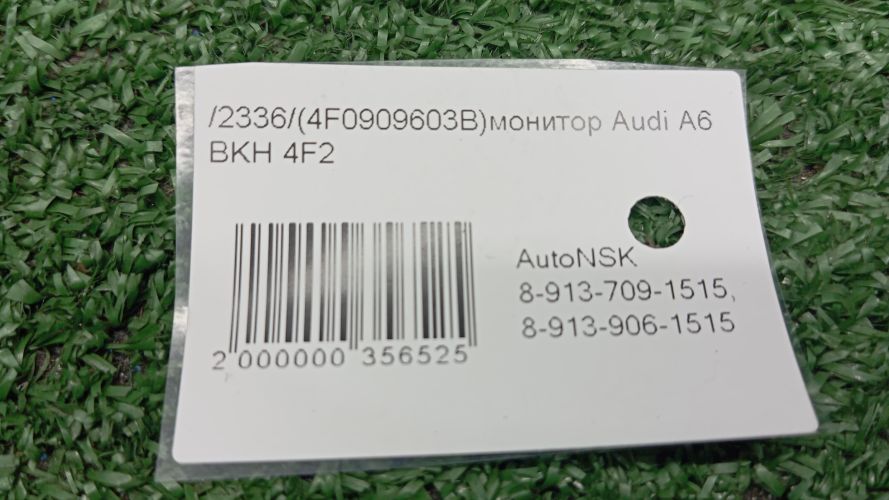 /2336/(4F0909603B)монитор Audi A6
BKH 4F2
AutoNSK
8-913-709-1515,
8-913-906-1515
2 000000 356525